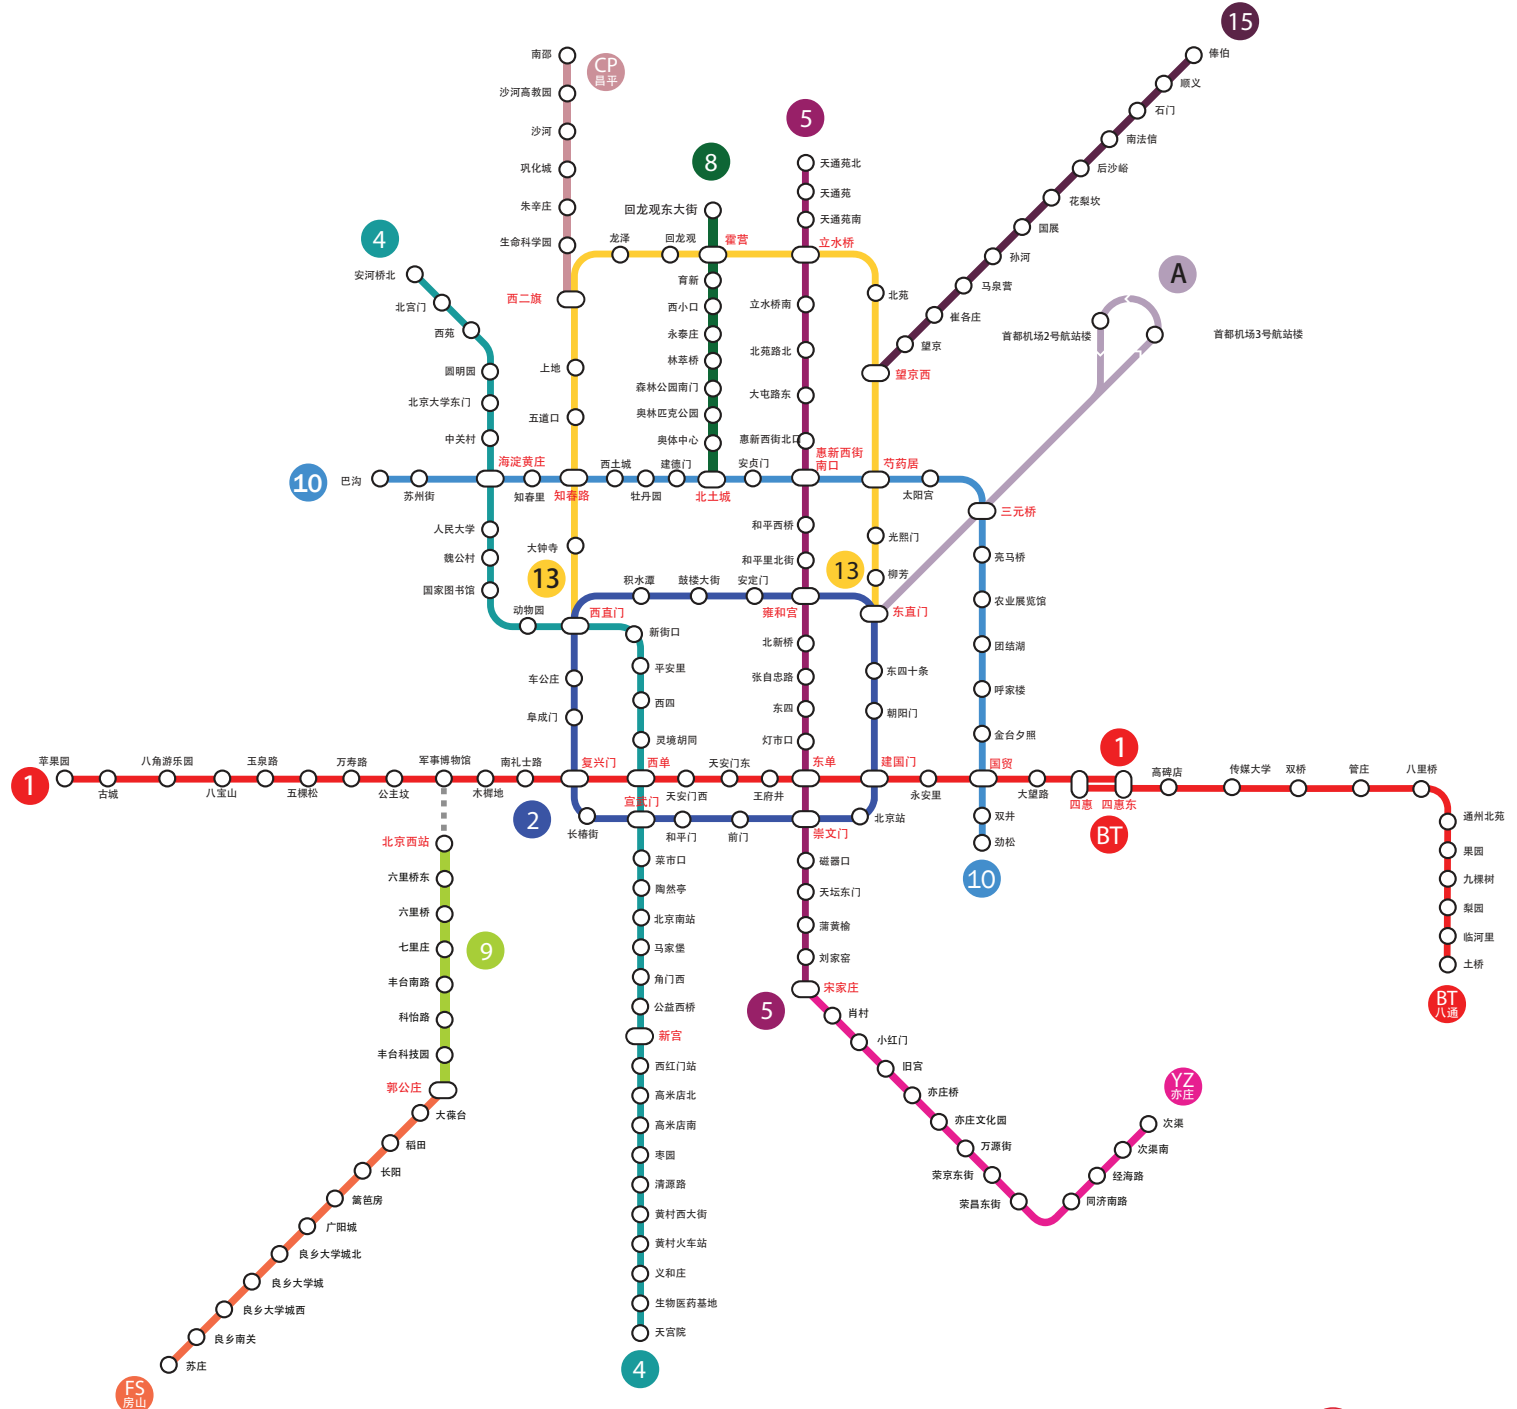 15
俸伯
顺义
石门
南法信
后沙峪
花梨坎
国展
孙河
马泉营
崔各庄
望京
望京西
CP
昌平
南邵
沙河高教园
沙河
巩化城
朱辛庄
生命科学园
西二旗
5
天通苑北
天通苑
天通苑南
立水桥
立水桥南
北苑路北
大屯路东
惠新西街北口
惠新西街
南口
和平西桥
和平里北街
雍和宫
北新桥
张自忠路
东四
灯市口
东单
崇文门
磁器口
天坛东门
蒲黄榆
刘家窑
宋家庄
5
8
回龙观东大街
霍营
育新
西小口
永泰庄
林萃桥
森林公园南门
奥林匹克公园
奥体中心
北土城
4
安河桥北
北宫门
西苑
圆明园
北京大学东门
中关村
海淀黄庄
人民大学
魏公村
国家图书馆
动物园
西直门
新街口
平安里
西四
灵境胡同
西单
宣武门
菜市口
陶然亭
北京南站
马家堡
角门西
公益西桥
新宫
西红门站
高米店北
高米店南
枣园
清源路
黄村西大街
黄村火车站
义和庄
生物医药基地
天宫院
4
龙泽
回龙观
北苑
上地
五道口
知春路
大钟寺
13
芍药居
光熙门
柳芳
13
东直门
A
首都机场2号航站楼
首都机场3号航站楼
10
巴沟
苏州街
知春里
西土城
牡丹园
建德门
安贞门
太阳宫
三元桥
亮马桥
农业展览馆
团结湖
呼家楼
金台夕照
国贸
双井
劲松
10
积水潭
鼓楼大街
安定门
车公庄
阜成门
东四十条
朝阳门
2
长椿街
和平门
前门
北京站
1
苹果园
古城
八角游乐园
八宝山
玉泉路
五棵松
万寿路
公主坟
军事博物馆
木樨地
南礼士路
复兴门
天安门西
天安门东
王府井
建国门
永安里
大望路
四惠
四惠东
1
BT
高碑店
传媒大学
双桥
管庄
八里桥
通州北苑
果园
九棵树
梨园
临河里
土桥
BT
八通
北京西站
六里桥东
六里桥
七里庄
9
丰台南路
科怡路
丰台科技园
郭公庄
大葆台
稻田
长阳
篱笆房
广阳城
良乡大学城北
良乡大学城
良乡大学城西
良乡南关
苏庄
FS
房山
肖村
小红门
旧宫
亦庄桥
亦庄文化园
万源街
荣京东街
荣昌东街
同济南路
经海路
次渠南
次渠
YZ
亦庄